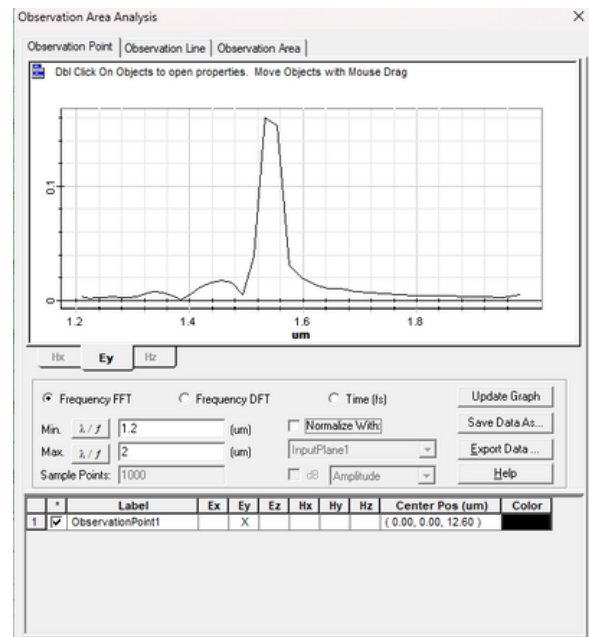 Observation Area Analysis
Observation Point Observation Line Observation Area
Dbl Click On Objects to open properties. Move Objects with Mouse Drag
0.1
0
1.2 1.4 1.6 1.8
um
Hx Ey Hz
Frequency FFT Frequency DFT Time (fs) Update Graph
Min. λ / f 1.2 (um) Normalize With: Save Data As...
Max. λ / f 2 (um) InputPlane1 Export Data ...
Sample Points: 1000 dB Amplitude Help
* Label Ex Ey Ez Hx Hy Hz Center Pos (um) Color
1 ObservationPoint1 X ( 0.00, 0.00, 12.60 )